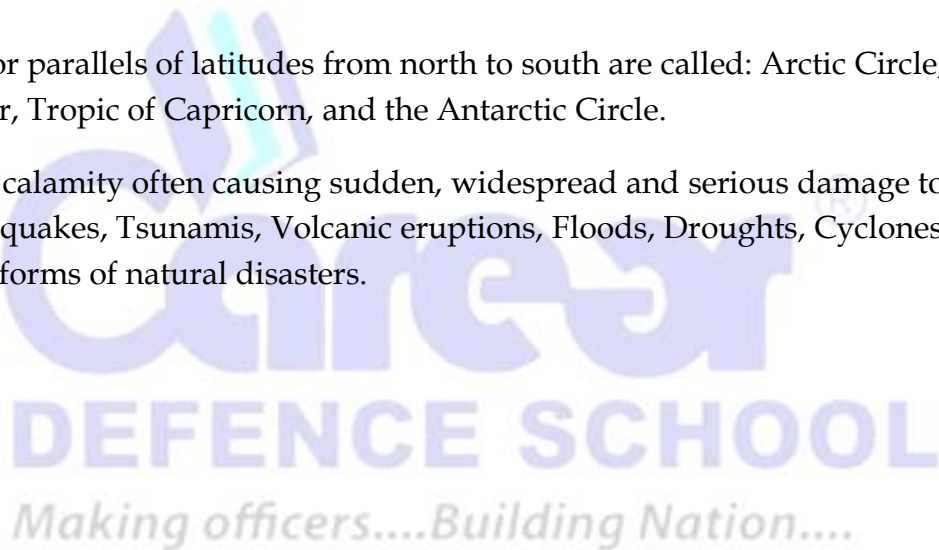 or parallels of latitudes from north to south are called: Arctic Circle,
r, Tropic of Capricorn, and the Antarctic Circle.
calamity often causing sudden, widespread and serious damage to
quakes, Tsunamis, Volcanic eruptions, Floods, Droughts, Cyclones
forms of natural disasters.
Career ®
DEFENCE SCHOOL
Making officers....Building Nation....